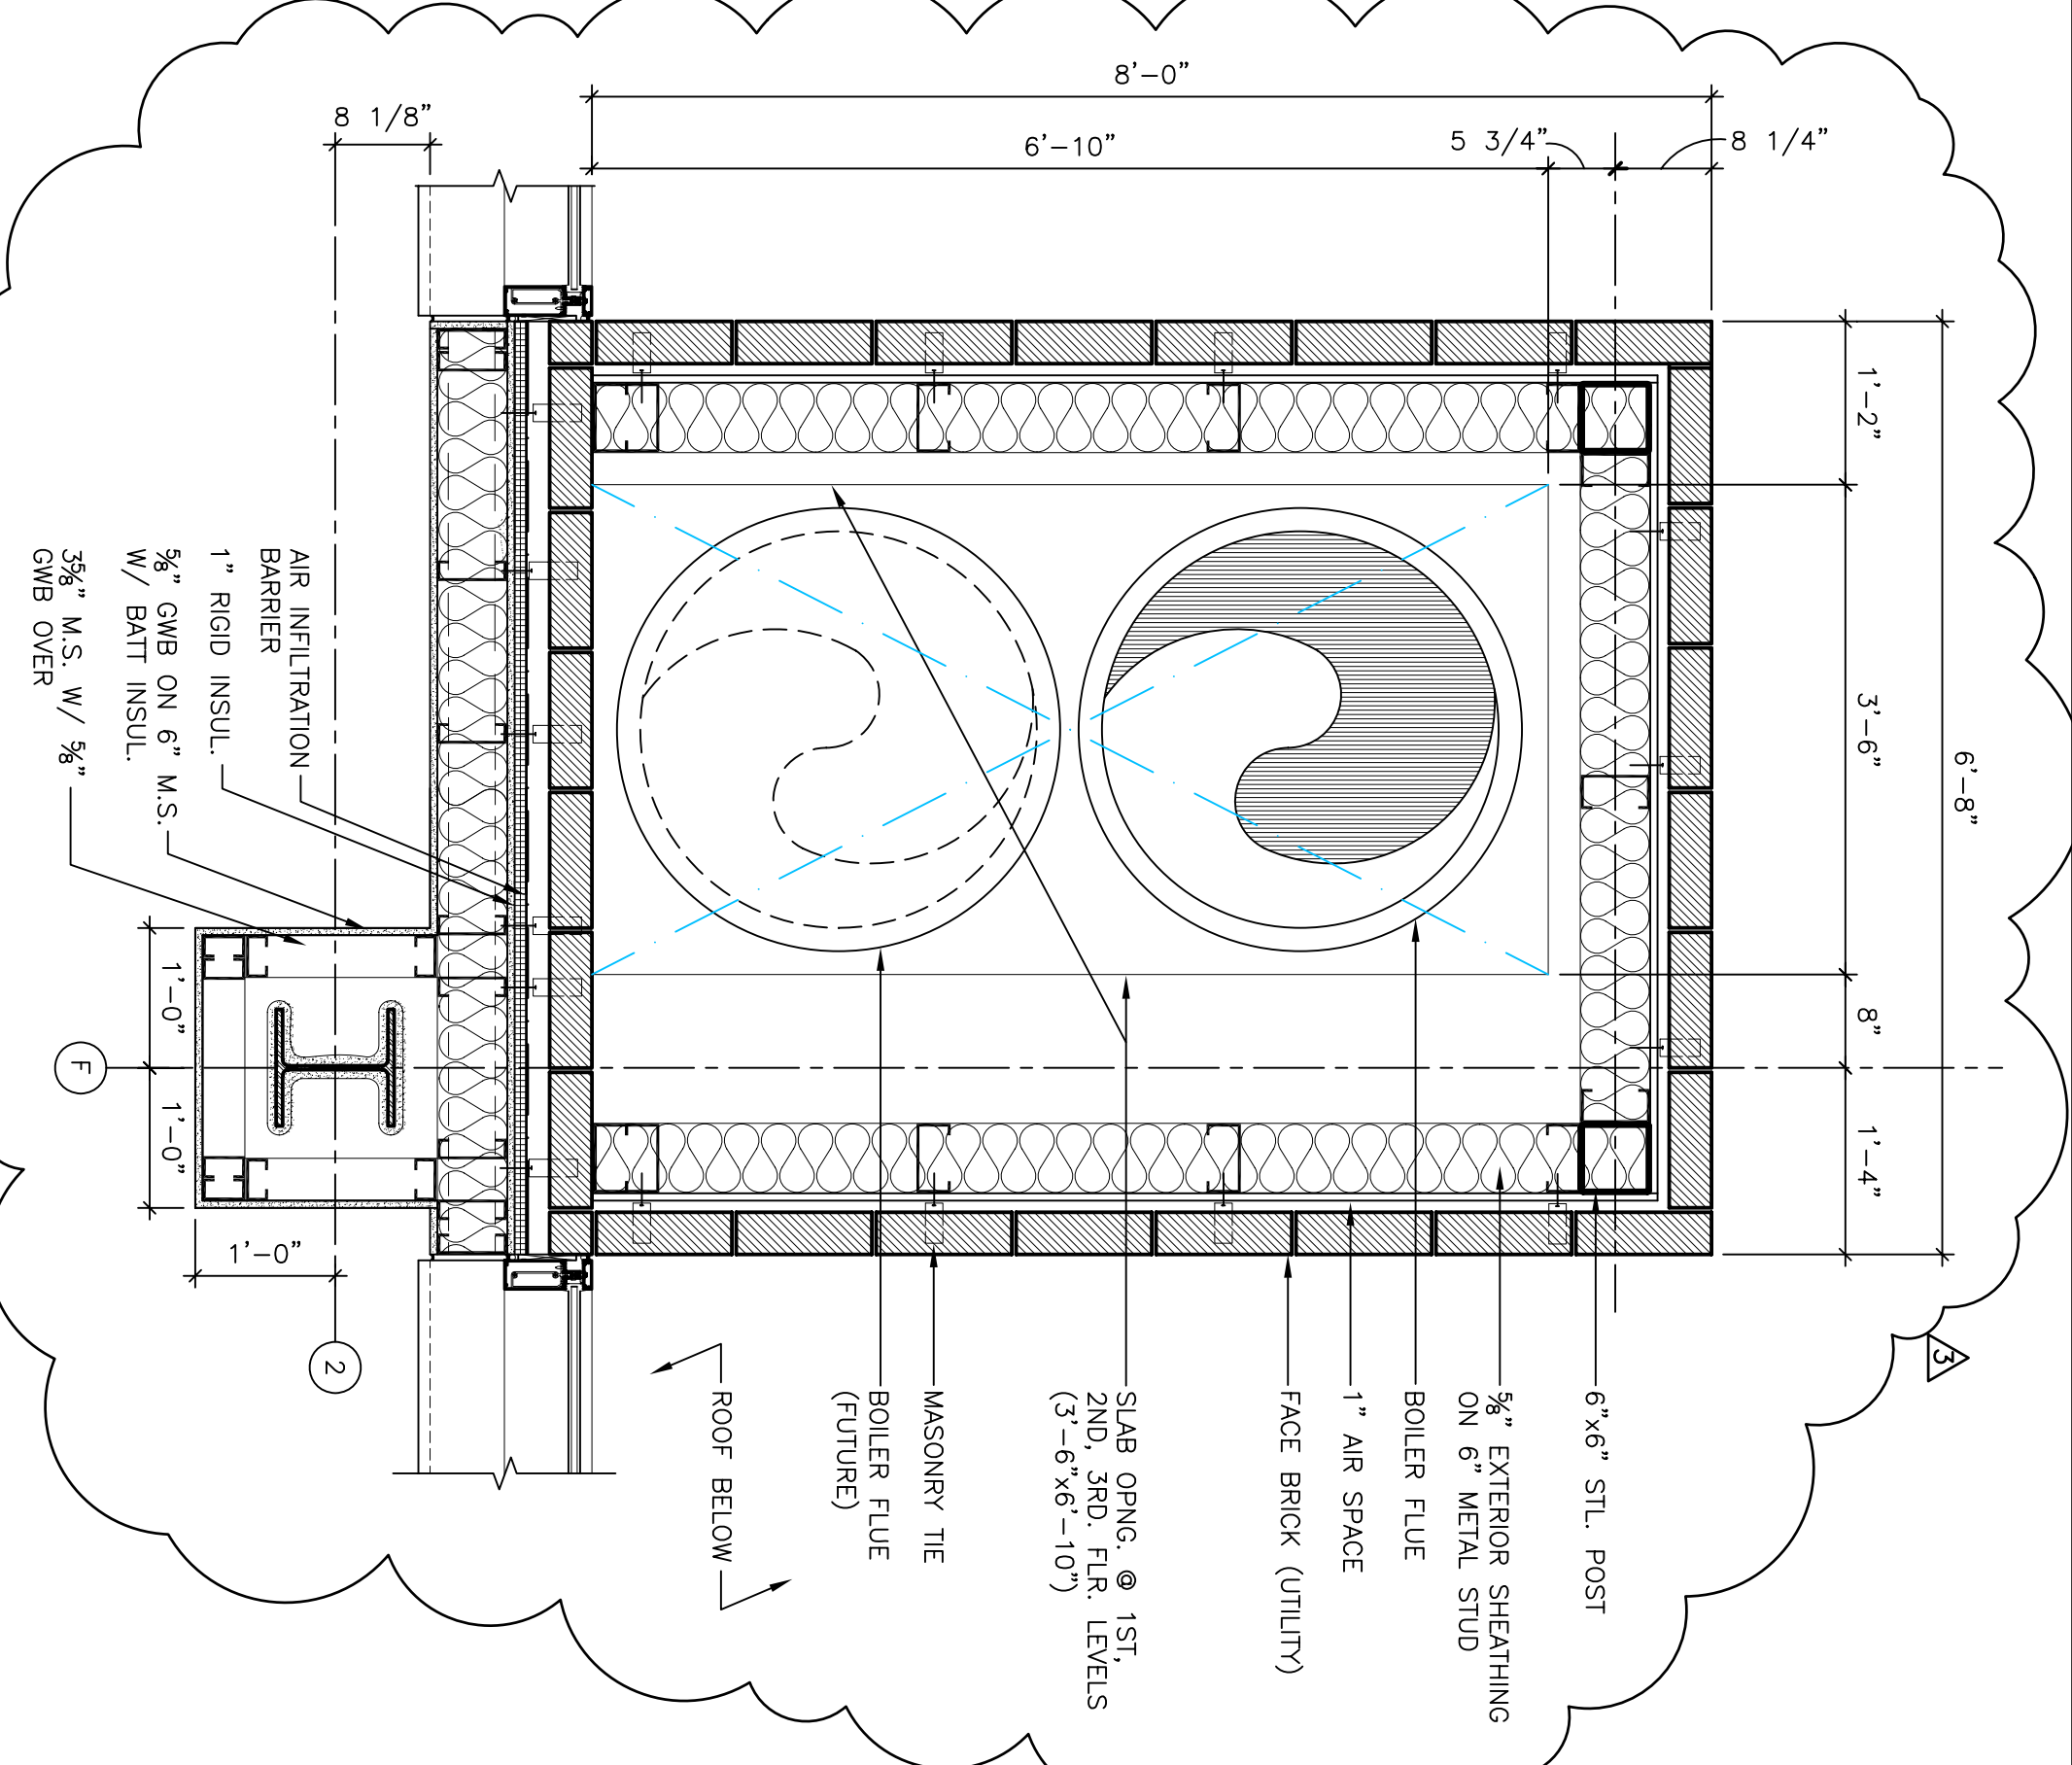 8'-0"
8 1/8"
6'-10"
5 3/4"
8 1/4"
1'-2"
3'-6"
6'-8"
8"
1'-4"
AIR INFILTRATION
BARRIER
1" RIGID INSUL.
5/8" GWB ON 6" M.S.
W/ BATT INSUL.
3 5/8" M.S. W/ 5/8"
GWB OVER
1'-0"
1'-0"
F
1'-0"
2
3
6"x6" STL. POST
5/8" EXTERIOR SHEATHING
ON 6" METAL STUD
BOILER FLUE
1" AIR SPACE
FACE BRICK (UTILITY)
SLAB OPNG. @ 1ST,
2ND, 3RD. FLR. LEVELS
(3'-6"x6'-10")
MASONRY TIE
BOILER FLUE
(FUTURE)
ROOF BELOW